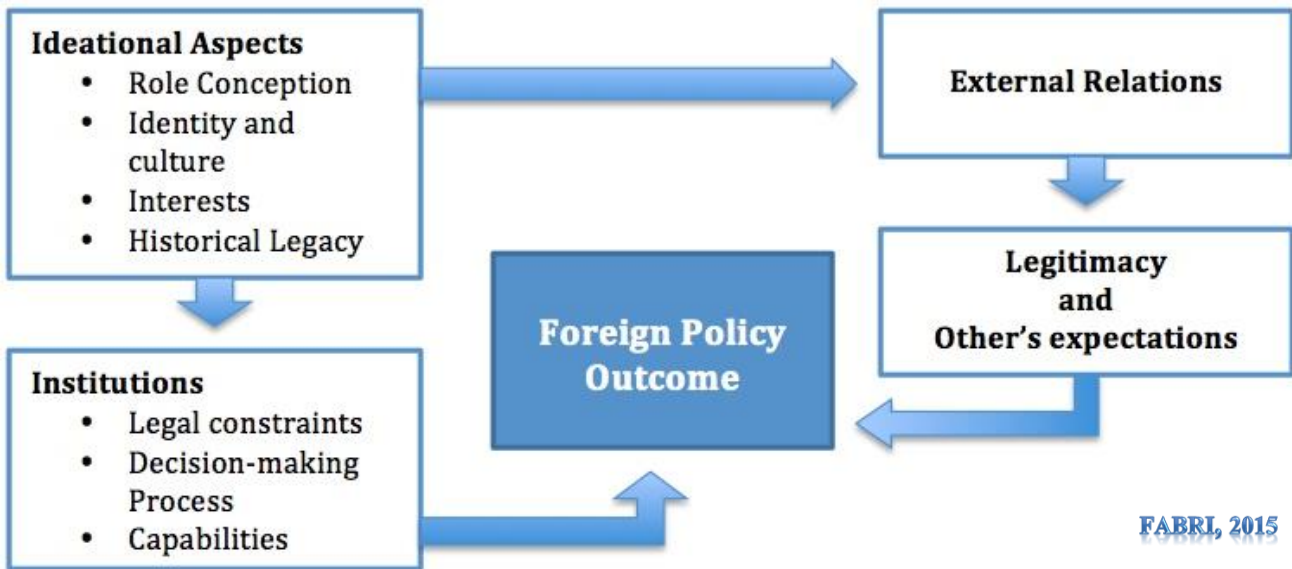 Ideational Aspects
• Role Conception
• Identity and
culture
• Interests
• Historical Legacy
External Relations
Legitimacy
and
Other’s expectations
Foreign Policy
Outcome
Institutions
• Legal constraints
• Decision-making
Process
• Capabilities
FABRI, 2015